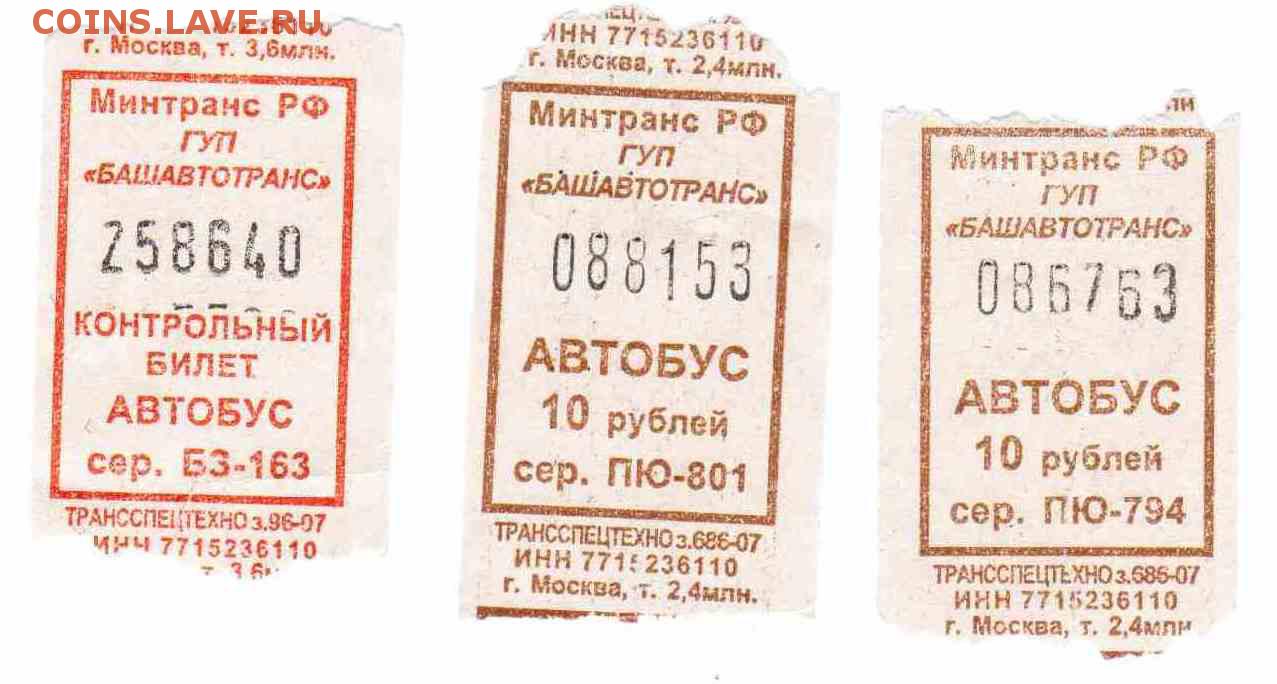 COINS.LAVE.RU
г. Москва, т. 3,6млн.
Минтранс РФ
ГУП
«БАШАВТОТРАНС»
258640
КОНТРОЛЬНЫЙ
БИЛЕТ
АВТОБУС
сер. БЗ-163
ТРАНССПЕЦТЕХНО з.96-07
ИНН 7715236110
т. 3,6
ИНН 7715236110
г. Москва, т. 2,4млн.
Минтранс РФ
ГУП
«БАШАВТОТРАНС»
088153
АВТОБУС
10 рублей
сер. ПЮ-801
ТРАНССПЕЦТЕХНО з.686-07
ИНН 7715236110
г. Москва, т. 2,4млн.
Минтранс РФ
ГУП
«БАШАВТОТРАНС»
086763
АВТОБУС
10 рублей
сер. ПЮ-794
ТРАНССПЕЦТЕХНО з.686-07
ИНН 7715236110
г. Москва, т. 2,4млн